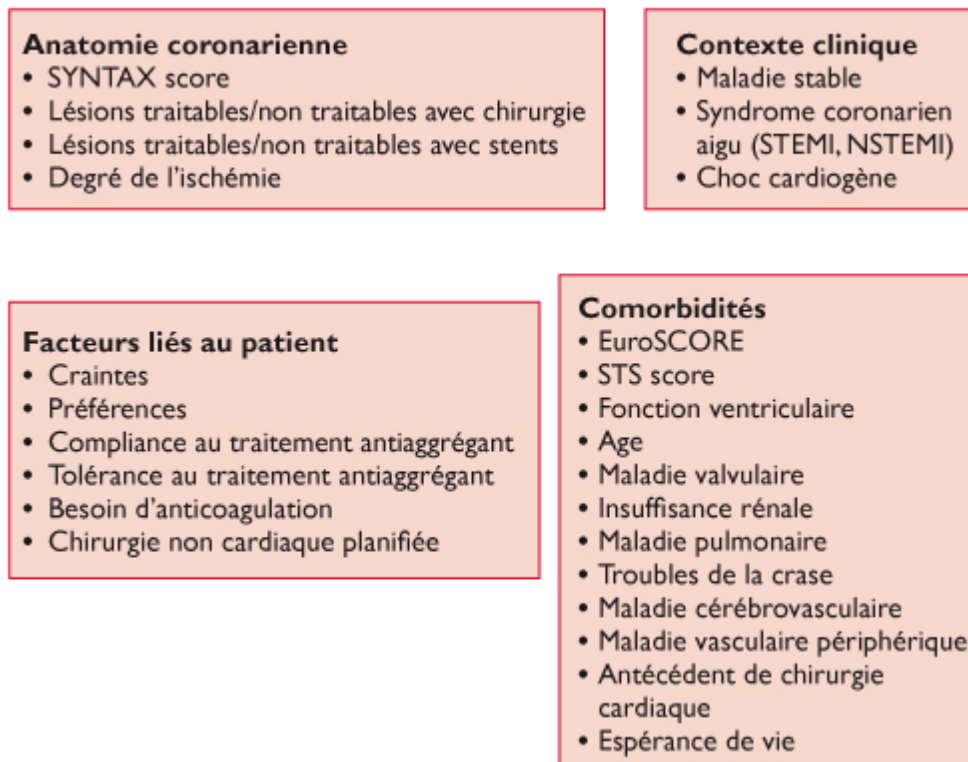 Anatomie coronarienne
• SYNTAX score
• Lésions traitables/non traitables avec chirurgie
• Lésions traitables/non traitables avec stents
• Degré de l'ischémie
Contexte clinique
• Maladie stable
• Syndrome coronarien
aigu (STEMI, NSTEMI)
• Choc cardiogène
Facteurs liés au patient
• Craintes
• Préférences
• Compliance au traitement antiaggrégant
• Tolérance au traitement antiaggrégant
• Besoin d'anticoagulation
• Chirurgie non cardiaque planifiée
Comorbidités
• EuroSCORE
• STS score
• Fonction ventriculaire
• Age
• Maladie valvulaire
• Insuffisance rénale
• Maladie pulmonaire
• Troubles de la crase
• Maladie cérébrovasculaire
• Maladie vasculaire périphérique
• Antécédent de chirurgie
cardiaque
• Espérance de vie